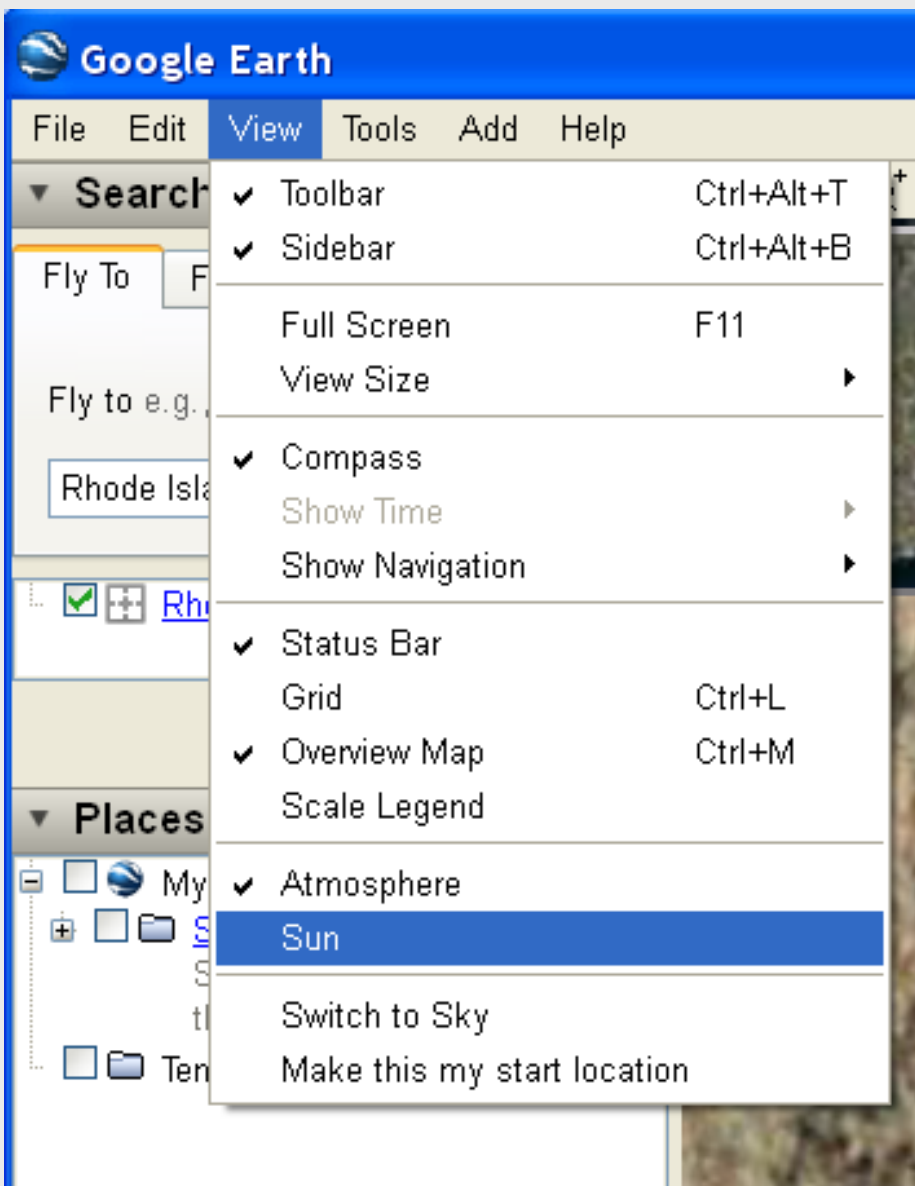 Google Earth
File Edit View Tools Add Help
Search
Fly To F
Fly to e.g.,
Rhode Isla
Rho
Places
My
S
S
Toolbar Ctrl+Alt+T
Sidebar Ctrl+Alt+B
Full Screen F11
View Size
Compass
Show Time
Show Navigation
Status Bar
Grid Ctrl+L
Overview Map Ctrl+M
Scale Legend
Atmosphere
Sun
Switch to Sky
Make this my start location